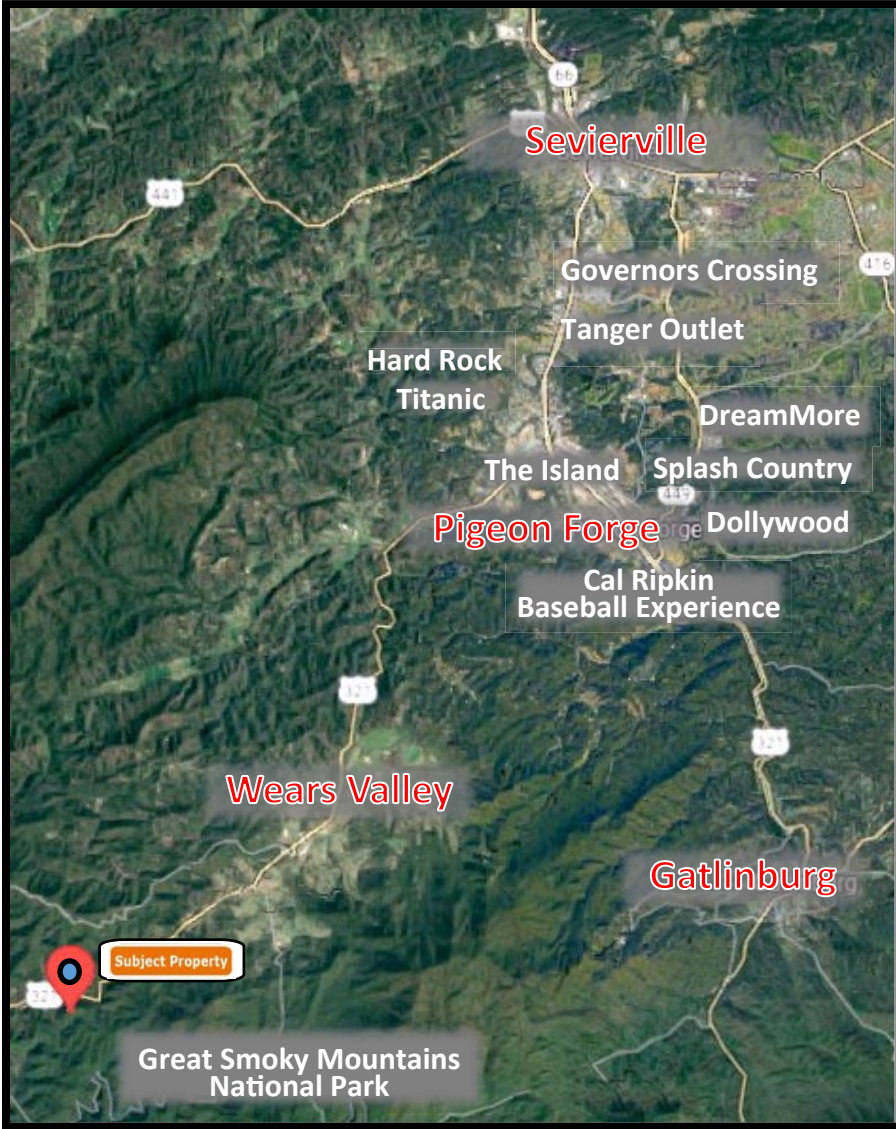 66
Sevierville
441
Governors Crossing
416
Tanger Outlet
Hard Rock
Titanic
DreamMore
The Island
Splash Country
449
Pigeon Forge
Dollywood
Cal Ripkin
Baseball Experience
321
321
Wears Valley
Gatlinburg
Subject Property
321
Great Smoky Mountains
National Park